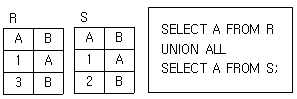 R S
A B A B
1 A 1 A
3 B 2 B
SELECT A FROM R
UNION ALL
SELECT A FROM S;